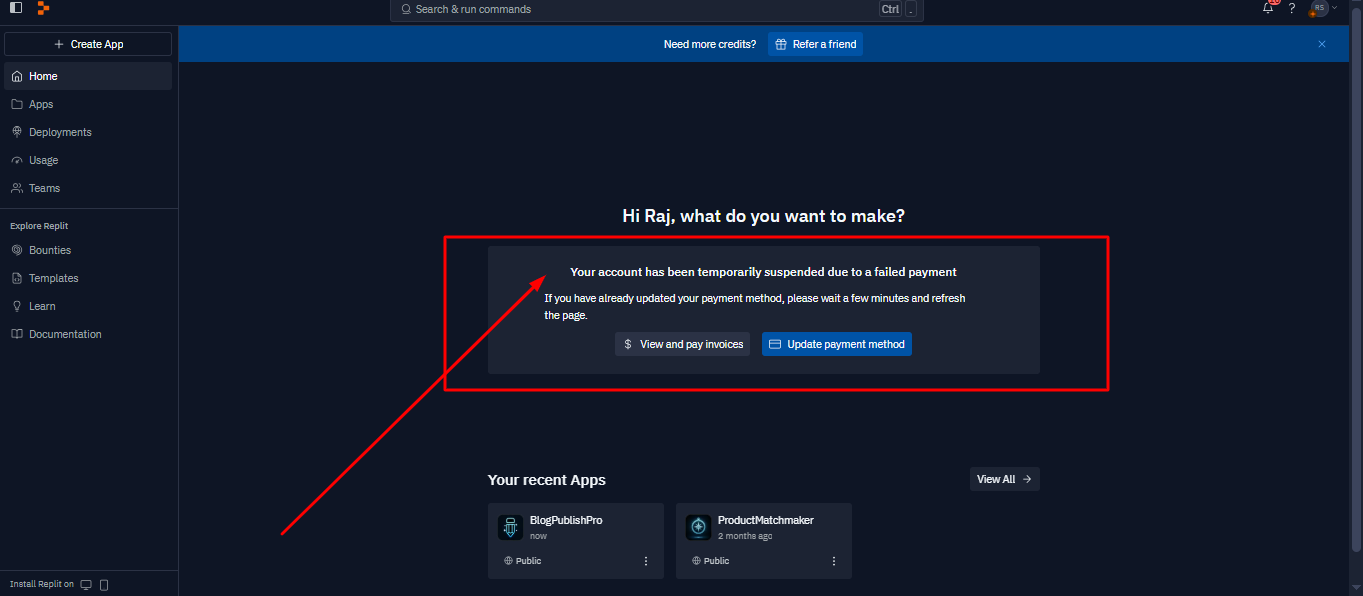 Search & run commands
Ctrl .
RS
Create App
Need more credits?
Refer a friend
Home
Apps
Deployments
Usage
Teams
Explore Replit
Bounties
Templates
Learn
Documentation
Hi Raj, what do you want to make?
Your account has been temporarily suspended due to a failed payment
If you have already updated your payment method, please wait a few minutes and refresh
the page.
$ View and pay invoices
Update payment method
Your recent Apps
View All
BlogPublishPro
now
Public
ProductMatchmaker
2 months ago
Public
Install Replit on